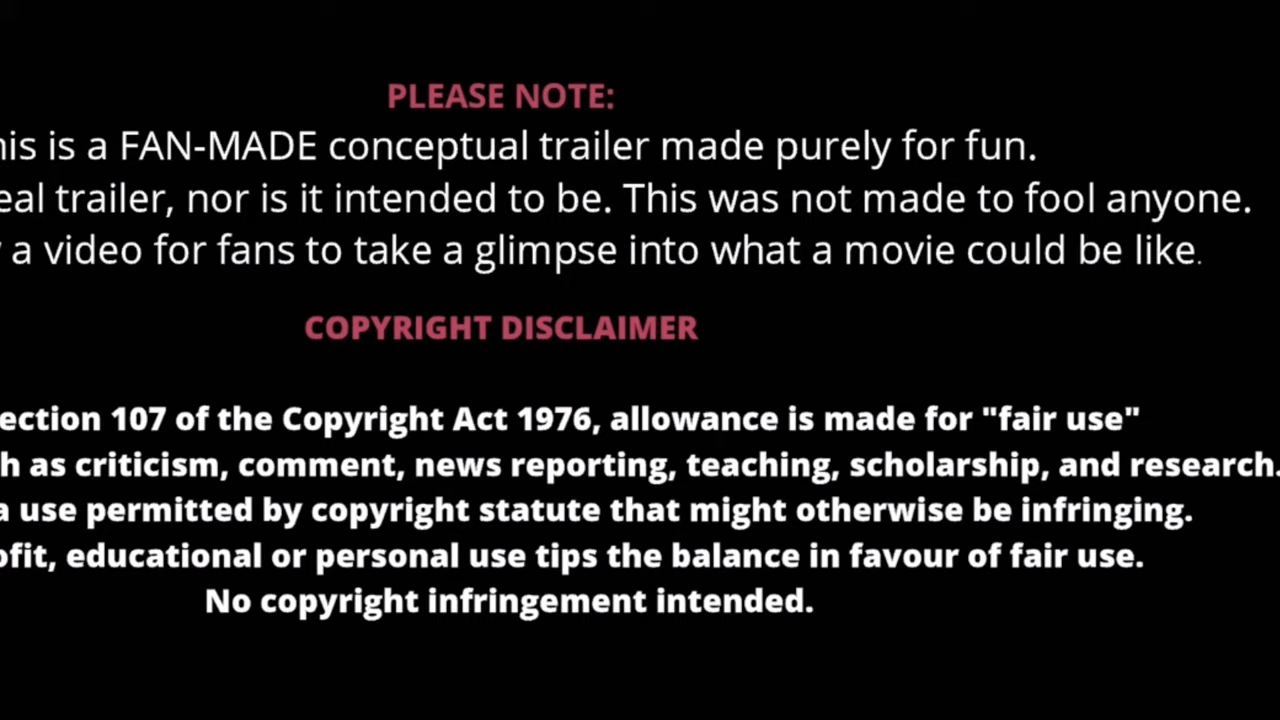 PLEASE NOTE:
is is a FAN-MADE conceptual trailer made purely for fun.
eal trailer, nor is it intended to be. This was not made to fool anyone.
a video for fans to take a glimpse into what a movie could be like.
COPYRIGHT DISCLAIMER
ection 107 of the Copyright Act 1976, allowance is made for "fair use"
h as criticism, comment, news reporting, teaching, scholarship, and research.
a use permitted by copyright statute that might otherwise be infringing.
ofit, educational or personal use tips the balance in favour of fair use.
No copyright infringement intended.